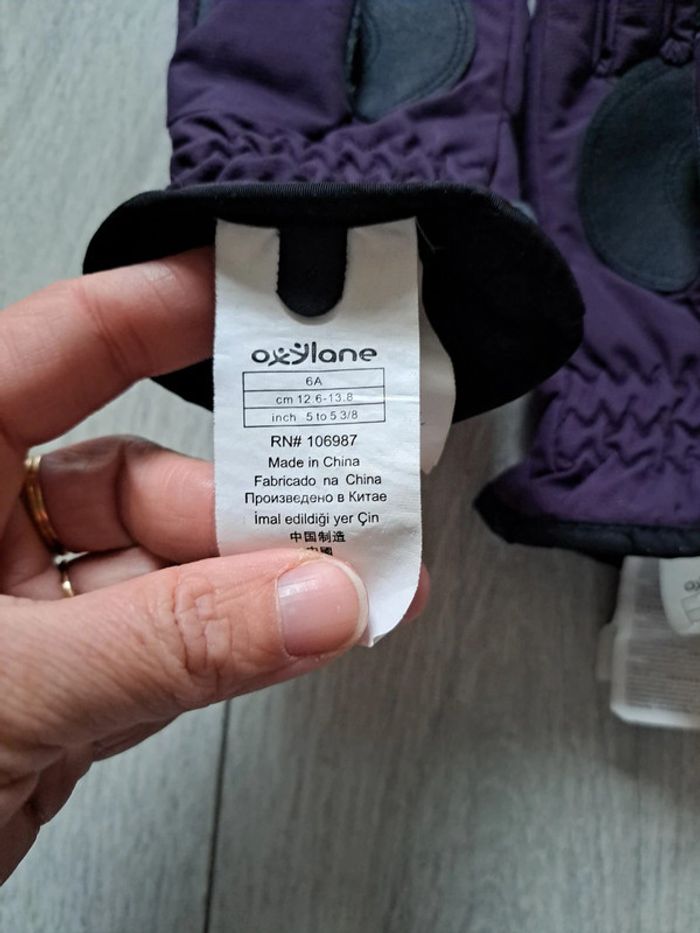 oxylane
6A
cm 12.6-13.8
inch 5 to 5 3/8
RN# 106987
Made in China
Fabricado na China
Произведено в Китае
İmal edildiği yer Çin
中国制造